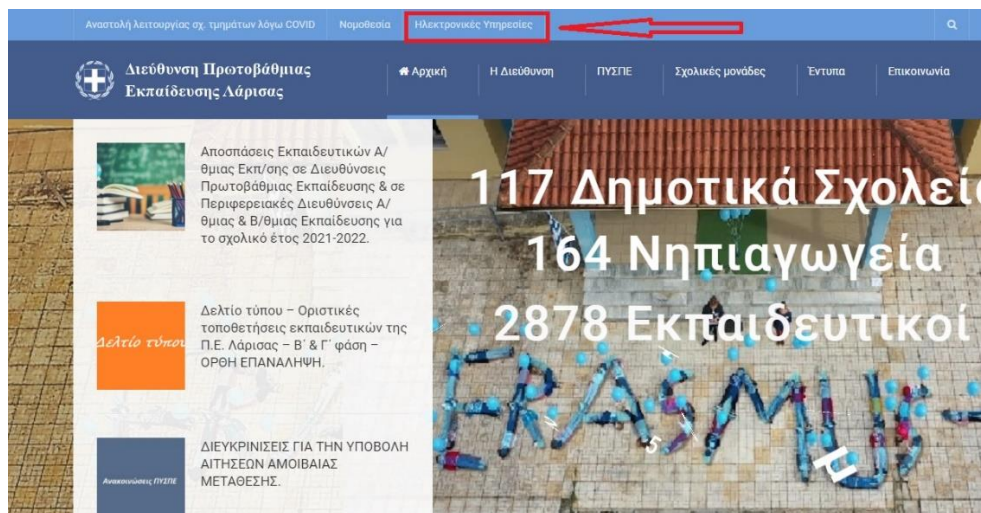 Αναστολή λειτουργίας σχ. τμημάτων λόγω COVID Νομοθεσία Ηλεκτρονικές Υπηρεσίες
Διεύθυνση Πρωτοβάθμιας
Εκπαίδευσης Λάρισας
Αρχική Η Διεύθυνση ΠΥΣΠΕ Σχολικές μονάδες Έντυπα Επικοινωνία
Αποσπάσεις Εκπαιδευτικών Α/
θμιας Εκπ/σης σε Διευθύνσεις
Πρωτοβάθμιας Εκπαίδευσης & σε
Περιφερειακές Διευθύνσεις Α/
θμιας & Β/θμιας Εκπαίδευσης για
το σχολικό έτος 2021-2022.
Δελτίο τύπου
Δελτίο τύπου – Οριστικές
τοποθετήσεις εκπαιδευτικών της
Π.Ε. Λάρισας – Β΄ & Γ΄ φάση –
ΟΡΘΗ ΕΠΑΝΑΛΗΨΗ.
Ανακοινώσεις ΠΥΣΠΕ
ΔΙΕΥΚΡΙΝΙΣΕΙΣ ΓΙΑ ΤΗΝ ΥΠΟΒΟΛΗ
ΑΙΤΗΣΕΩΝ ΑΜΟΙΒΑΙΑΣ
ΜΕΤΑΘΕΣΗΣ.
117 Δημοτικά Σχολεία
164 Νηπιαγωγεία
2878 Εκπαιδευτικοί
ERASMU
5
μ